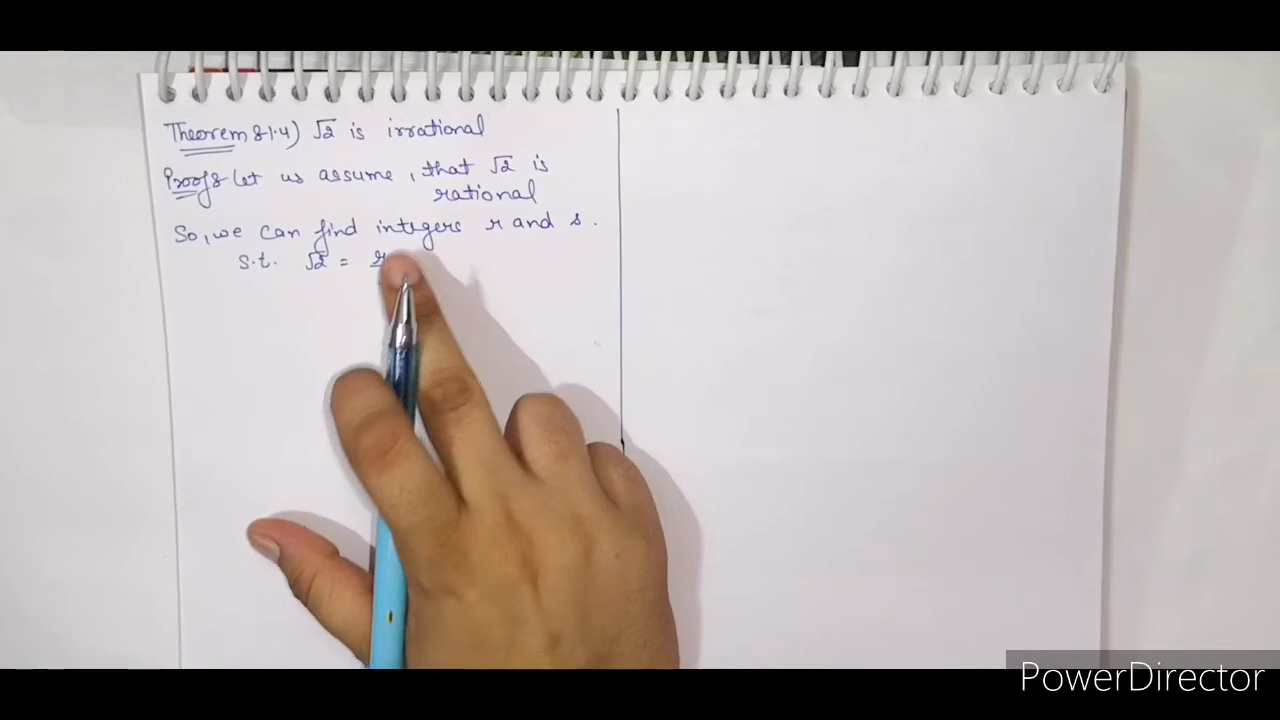 Theorem 1.4) √2 is irrational
Proof: Let us assume, that √2 is
rational
So, we can find integers r and s.
s.t. √2 = r
PowerDirector